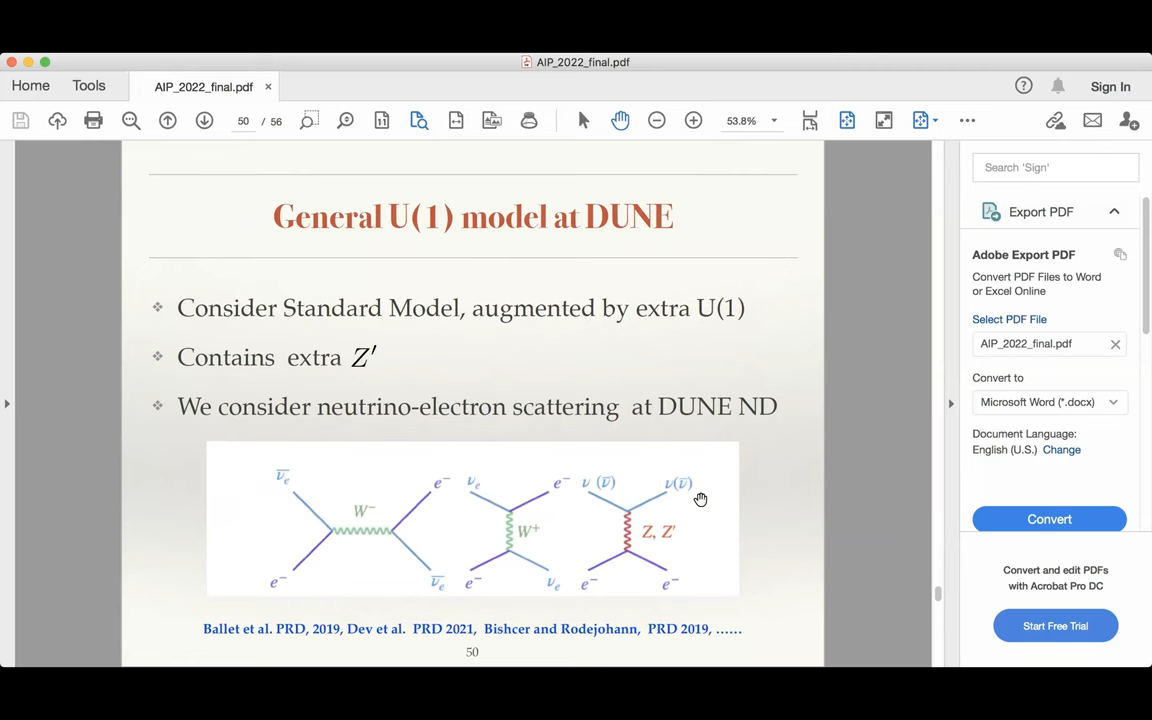 AIP_2022_final.pdf
Home Tools AIP_2022_final.pdf × Sign In
50 / 56 53.8%
Search 'Sign'
General U(1) model at DUNE
Export PDF
Adobe Export PDF
Convert PDF Files to Word
or Excel Online
Select PDF File
AIP_2022_final.pdf
Convert to
Microsoft Word (*.docx)
Document Language:
English (U.S.) Change
Convert
Convert and edit PDFs
with Acrobat Pro DC
Start Free Trial
Consider Standard Model, augmented by extra U(1)
Contains extra Z′
We consider neutrino-electron scattering at DUNE ND
ν̅e e− νe e− ν (ν̅) ν(ν̅)
W− W+ Z, Z′
e− ν̅e e− νe e− e−
Ballet et al. PRD, 2019, Dev et al. PRD 2021, Bishcer and Rodejohann, PRD 2019, ......
50